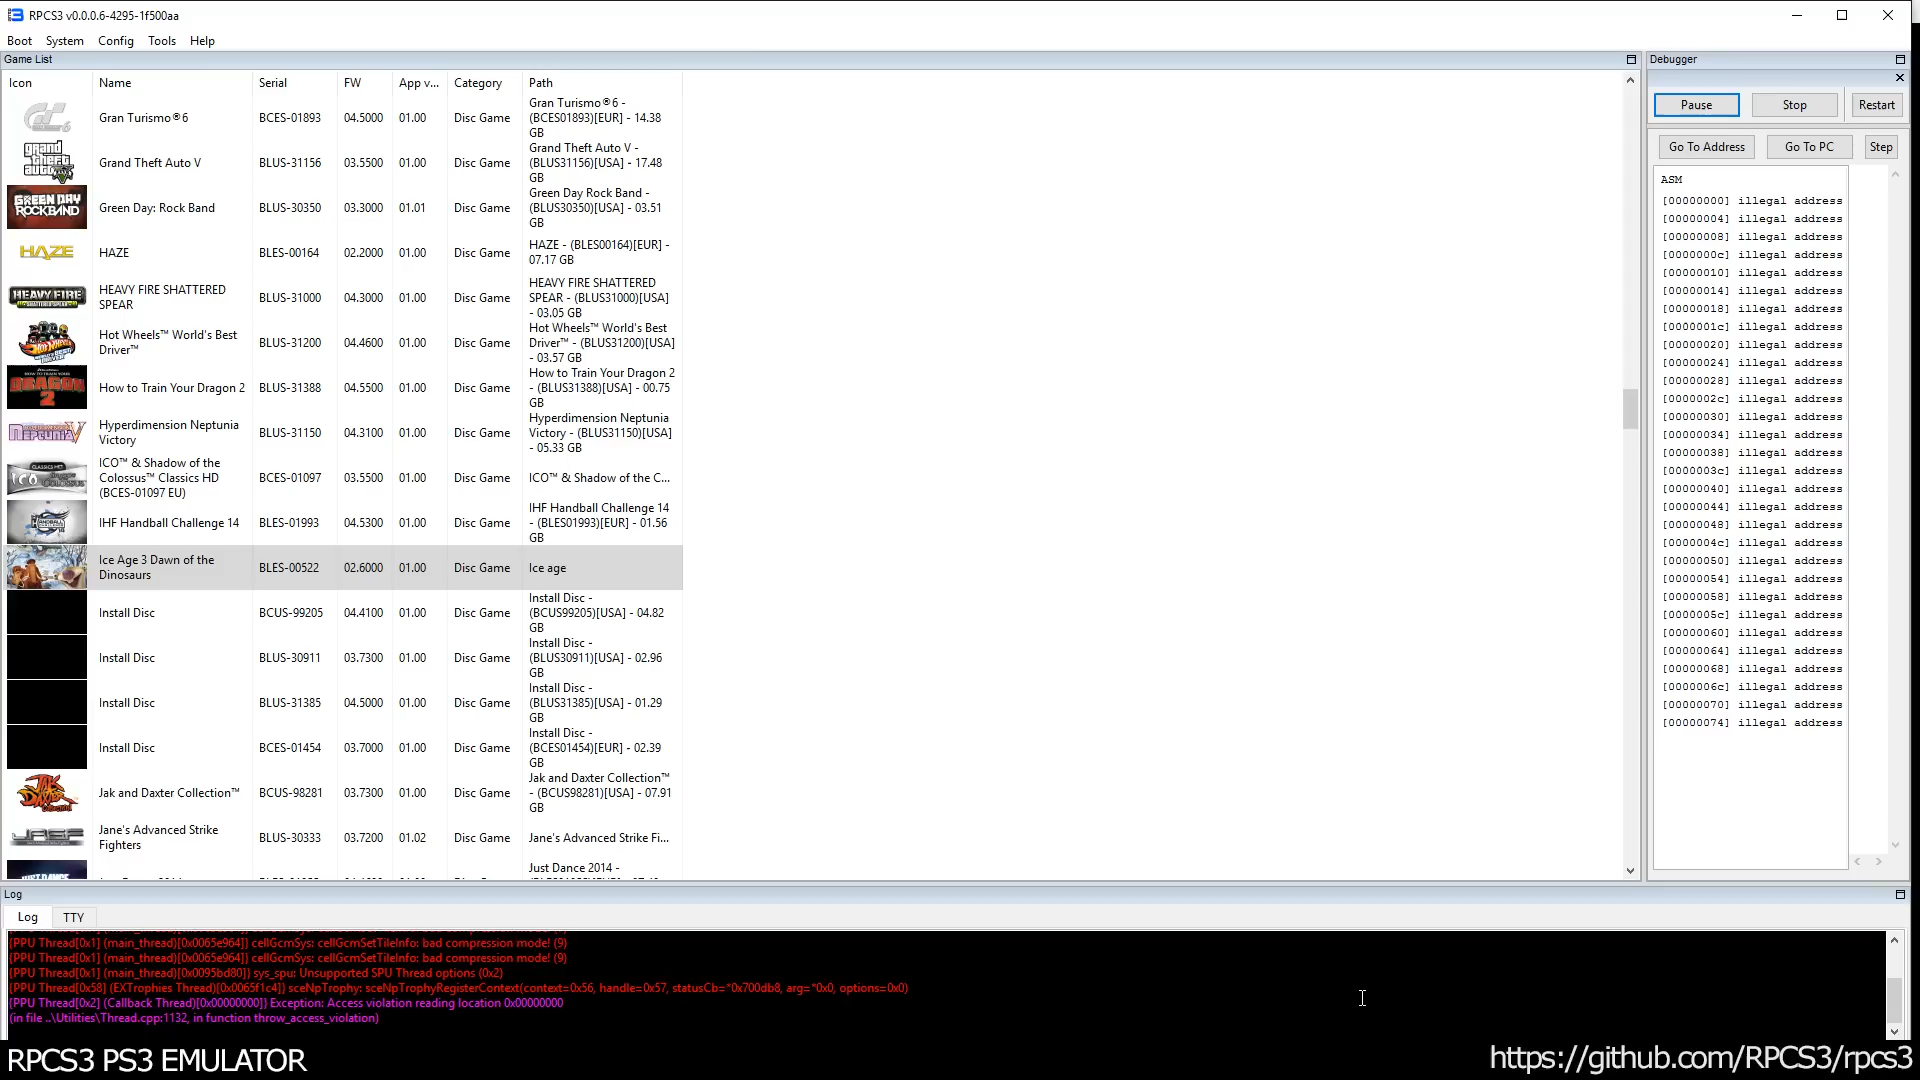 RPCS3 v0.0.0.6-4295-1f500aa
Boot System Config Tools Help
Game List
Debugger
Icon Name Serial FW App v... Category Path
Pause Stop Restart
Go To Address Go To PC Step
Gran Turismo®6 BCES-01893 04.5000 01.00 Disc Game
Gran Turismo®6 -
(BCES01893)[EUR] - 14.38
GB
grand theft auto V
Grand Theft Auto V BLUS-31156 03.5500 01.00 Disc Game
Grand Theft Auto V -
(BLUS31156)[USA] - 17.48
GB
GREEN DAY
ROCKBAND
Green Day: Rock Band BLUS-30350 03.3000 01.01 Disc Game
Green Day Rock Band -
(BLUS30350)[USA] - 03.51
GB
HAZE
HAZE BLES-00164 02.2000 01.00 Disc Game
HAZE - (BLES00164)[EUR] -
07.17 GB
HEAVY FIRE
HEAVY FIRE SHATTERED
SPEAR
BLUS-31000 04.3000 01.00 Disc Game
HEAVY FIRE SHATTERED
SPEAR - (BLUS31000)[USA]
- 03.05 GB
Hot Wheels™ World's Best
Driver™
BLUS-31200 04.4600 01.00 Disc Game
Hot Wheels™ World's Best
Driver™ - (BLUS31200)[USA]
- 03.57 GB
DRAGON
2
How to Train Your Dragon 2 BLUS-31388 04.5500 01.00 Disc Game
How to Train Your Dragon 2
- (BLUS31388)[USA] - 00.75
GB
Hyperdimension Neptunia
Victory
BLUS-31150 04.3100 01.00 Disc Game
Hyperdimension Neptunia
Victory - (BLUS31150)[USA]
- 05.33 GB
ICO™ & Shadow of the
Colossus™ Classics HD
(BCES-01097 EU)
BCES-01097 03.5500 01.00 Disc Game ICO™ & Shadow of the C...
IHF Handball Challenge 14 BLES-01993 04.5300 01.00 Disc Game
IHF Handball Challenge 14
- (BLES01993)[EUR] - 01.56
GB
Ice Age 3 Dawn of the
Dinosaurs
BLES-00522 02.6000 01.00 Disc Game Ice age
Install Disc BCUS-99205 04.4100 01.00 Disc Game
Install Disc -
(BCUS99205)[USA] - 04.82
GB
Install Disc BLUS-30911 03.7300 01.00 Disc Game
Install Disc -
(BLUS30911)[USA] - 02.96
GB
Install Disc BLUS-31385 04.5000 01.00 Disc Game
Install Disc -
(BLUS31385)[USA] - 01.29
GB
Install Disc BCES-01454 03.7000 01.00 Disc Game
Install Disc -
(BCES01454)[EUR] - 02.39
GB
Jak and Daxter Collection™ BCUS-98281 03.7300 01.00 Disc Game
Jak and Daxter Collection™
- (BCUS98281)[USA] - 07.91
GB
Jane's Advanced Strike
Fighters
BLUS-30333 03.7200 01.02 Disc Game Jane's Advanced Strike Fi...
Just Dance 2014 -
ASM
[00000000] illegal address
[00000004] illegal address
[00000008] illegal address
[0000000c] illegal address
[00000010] illegal address
[00000014] illegal address
[00000018] illegal address
[0000001c] illegal address
[00000020] illegal address
[00000024] illegal address
[00000028] illegal address
[0000002c] illegal address
[00000030] illegal address
[00000034] illegal address
[00000038] illegal address
[0000003c] illegal address
[00000040] illegal address
[00000044] illegal address
[00000048] illegal address
[0000004c] illegal address
[00000050] illegal address
[00000054] illegal address
[00000058] illegal address
[0000005c] illegal address
[00000060] illegal address
[00000064] illegal address
[00000068] illegal address
[0000006c] illegal address
[00000070] illegal address
[00000074] illegal address
Log
Log TTY
{PPU Thread[0x1] (main_thread)[0x0065e964]} cellGcmSys: cellGcmSetTileInfo: bad compression mode! (9)
{PPU Thread[0x1] (main_thread)[0x0065e964]} cellGcmSys: cellGcmSetTileInfo: bad compression mode! (9)
{PPU Thread[0x1] (main_thread)[0x0095bd80]} sys_spu: Unsupported SPU Thread options (0x2)
{PPU Thread[0x58] (EXTrophies Thread)[0x0065f1c4]} sceNpTrophy: sceNpTrophyRegisterContext(context=0x56, handle=0x57, statusCb=*0x700db8, arg=*0x0, options=0x0)
{PPU Thread[0x2] (Callback Thread)[0x00000000]} Exception: Access violation reading location 0x00000000
(in file ..\Utilities\Thread.cpp:1132, in function throw_access_violation)
RPCS3 PS3 EMULATOR
https://github.com/RPCS3/rpcs3